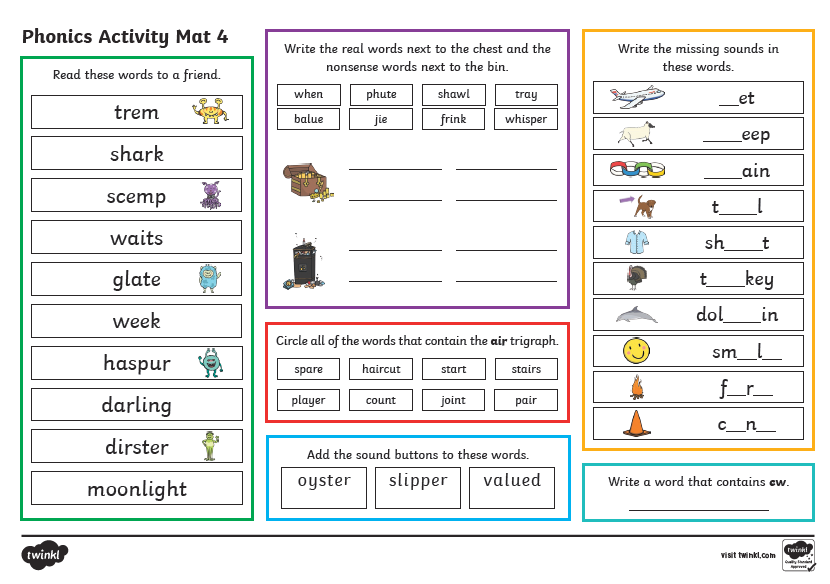 Phonics Activity Mat 4
Read these words to a friend.
trem
shark
scemp
waits
glate
week
haspur
darling
dirster
moonlight
Write the real words next to the chest and the
nonsense words next to the bin.
when phute shawl tray
balue jie frink whisper
Circle all of the words that contain the air trigraph.
spare haircut start stairs
player count joint pair
Add the sound buttons to these words.
oyster slipper valued
Write the missing sounds in
these words.
__et
____eep
____ain
t____l
sh____t
t____key
dol____in
sm__l__
f__r__
c__n__
Write a word that contains ew.
twinkl
visit twinkl.com
twinkl
Quality Standard
Approved